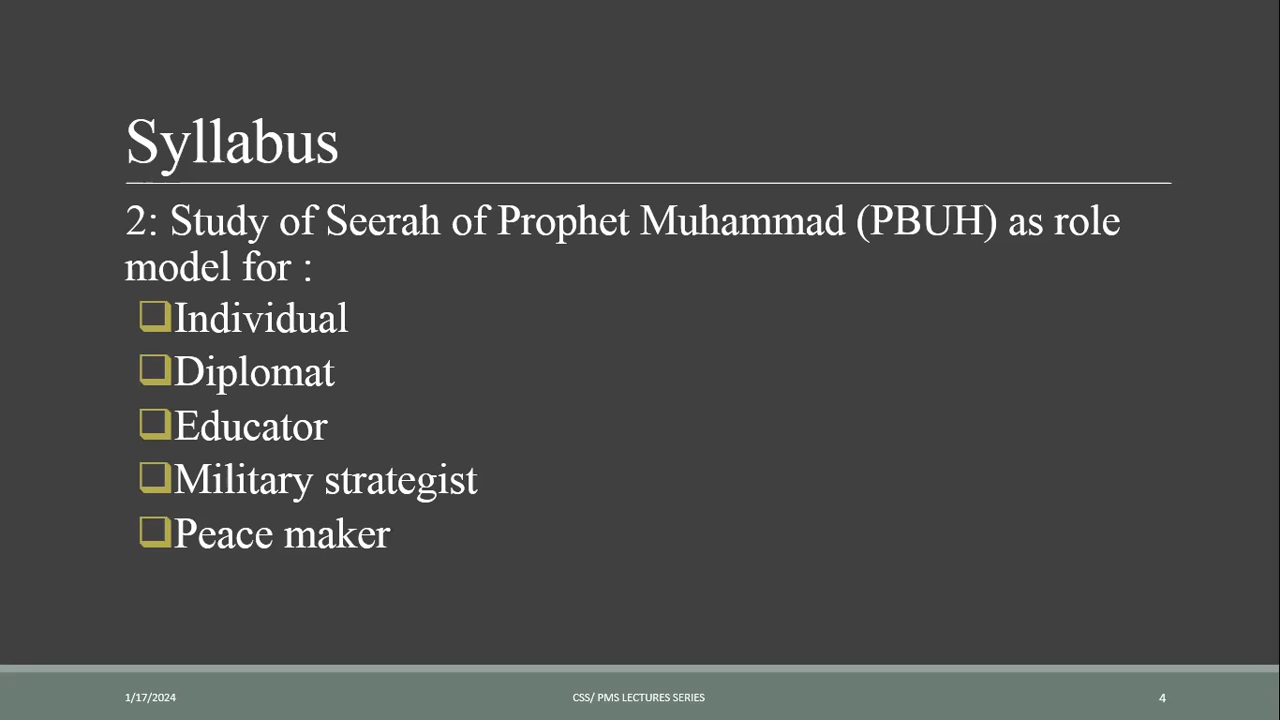 Syllabus
2: Study of Seerah of Prophet Muhammad (PBUH) as role
model for :
Individual
Diplomat
Educator
Military strategist
Peace maker
1/17/2024
CSS/ PMS LECTURES SERIES
4